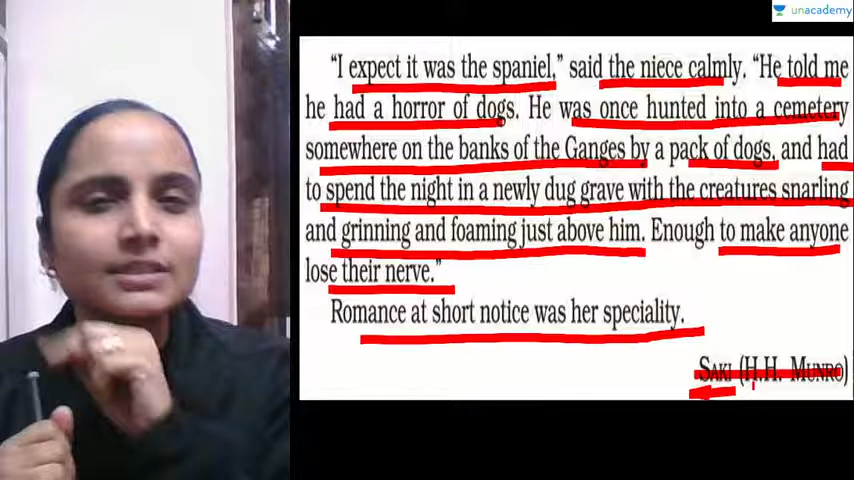 unacademy
“I expect it was the spaniel,” said the niece calmly. “He told me
he had a horror of dogs. He was once hunted into a cemetery
somewhere on the banks of the Ganges by a pack of dogs, and had
to spend the night in a newly dug grave with the creatures snarling
and grinning and foaming just above him. Enough to make anyone
lose their nerve.”
Romance at short notice was her speciality.
SAKI (H.H. MUNRO)